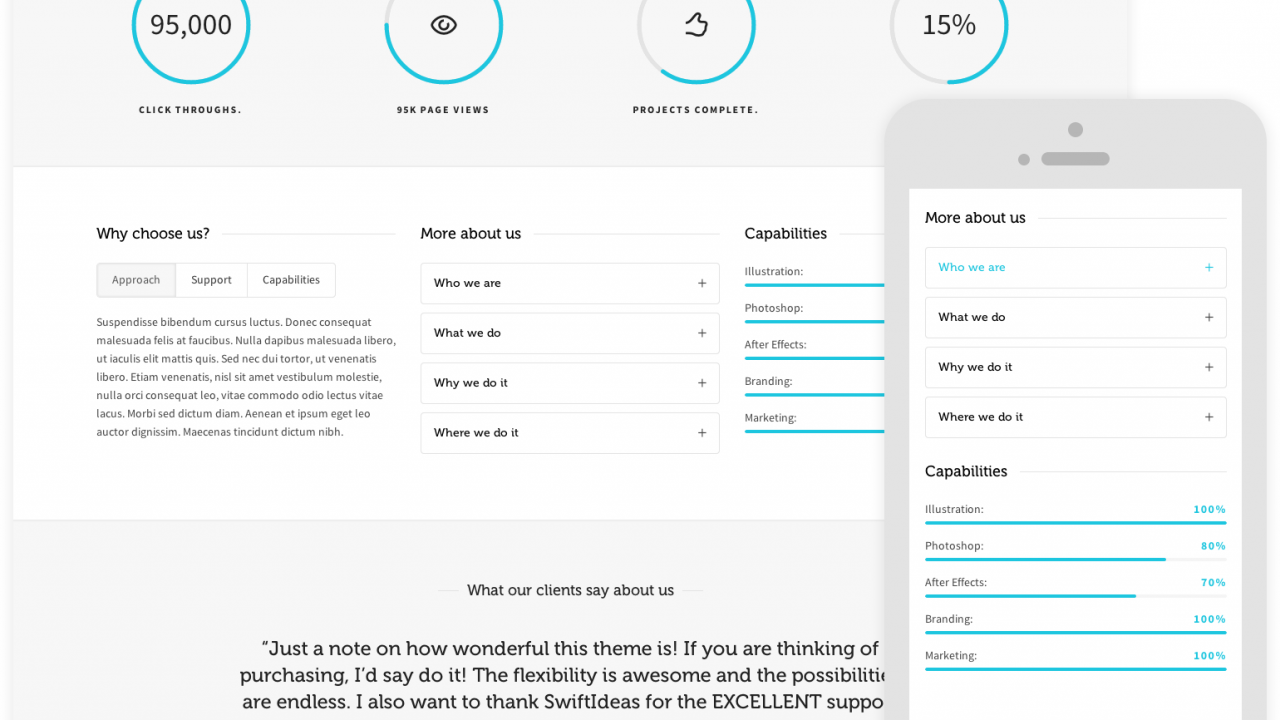 95,000
15%
CLICK THROUGHS.
95K PAGE VIEWS
PROJECTS COMPLETE.
Why choose us?
Approach
Support
Capabilities
Suspendisse bibendum cursus luctus. Donec consequat
malesuada felis at faucibus. Nulla dapibus malesuada libero,
ut iaculis elit mattis quis. Sed nec dui tortor, ut venenatis
libero. Etiam venenatis, nisl sit amet vestibulum molestie,
nulla orci consequat leo, vitae commodo odio lectus vitae
lacus. Morbi sed dictum diam. Aenean et ipsum eget leo
auctor dignissim. Maecenas tincidunt dictum nibh.
More about us
Who we are +
What we do +
Why we do it +
Where we do it +
Capabilities
Illustration:
Photoshop:
After Effects:
Branding:
Marketing:
What our clients say about us
“Just a note on how wonderful this theme is! If you are thinking of
purchasing, I’d say do it! The flexibility is awesome and the possibilitie
are endless. I also want to thank SwiftIdeas for the EXCELLENT suppo
More about us
Who we are +
What we do +
Why we do it +
Where we do it +
Capabilities
Illustration: 100%
Photoshop: 80%
After Effects: 70%
Branding: 100%
Marketing: 100%